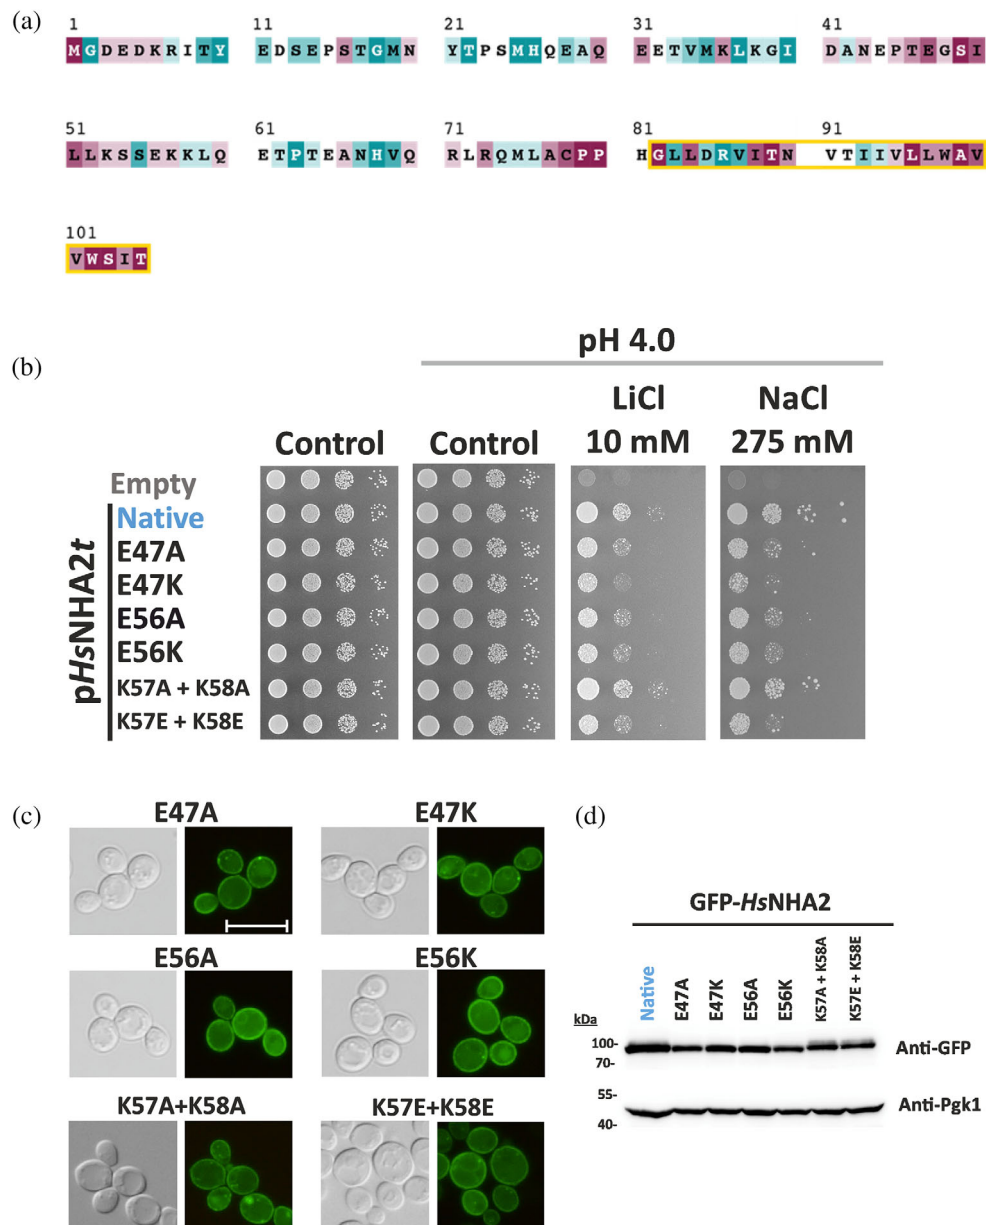 (a)
1 11 21 31 41
MGDEDKRITY EDSEPSTGMN YTPSMHQEAQ EETVMKLKGI DANEPTEGSI
51 61 71 81 91
LLKSSEKKLQ ETPTEANHVQ RLRQMLACPP HGLLDRVITN VTIIVLLWAV
101
VWSIT
(b)
pH 4.0
LiCl NaCl
Control Control 10 mM 275 mM
pHsNHA2t
Empty
Native
E47A
E47K
E56A
E56K
K57A + K58A
K57E + K58E
(c)
E47A E47K
E56A E56K
K57A+K58A K57E+K58E
(d)
GFP-HsNHA2
Native E47A E47K E56A E56K K57A + K58A K57E + K58E
kDa
100-
70-
Anti-GFP
55-
40-
Anti-Pgk1